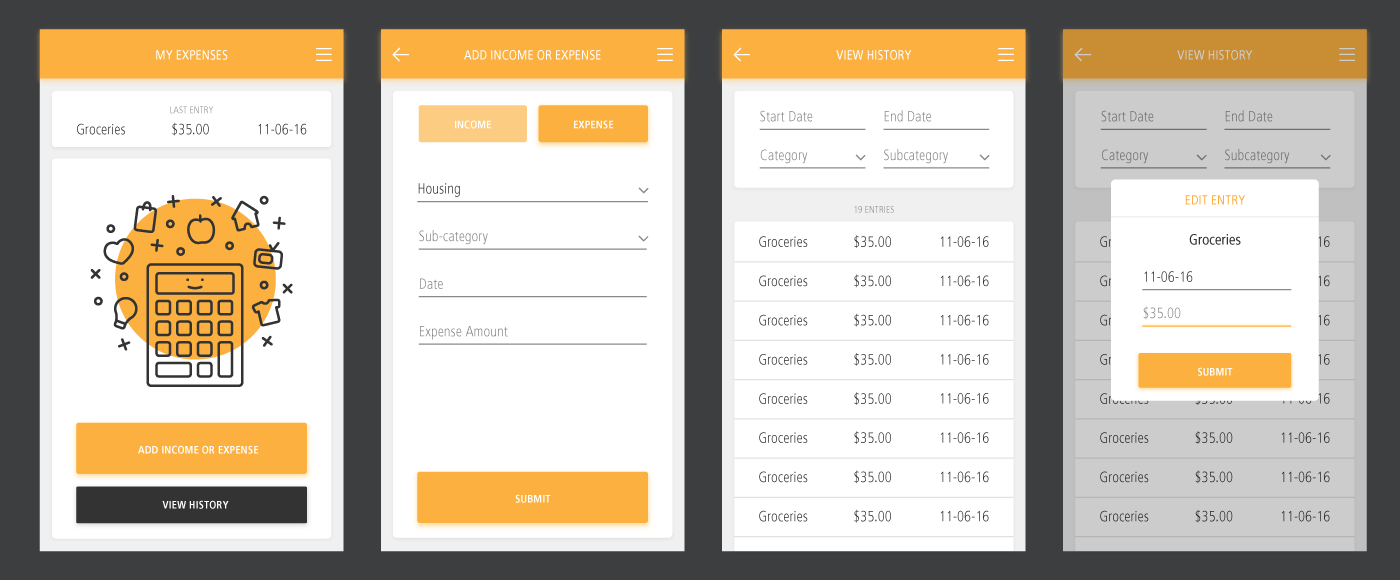 MY EXPENSES
LAST ENTRY
Groceries $35.00 11-06-16
ADD INCOME OR EXPENSE
VIEW HISTORY
ADD INCOME OR EXPENSE
INCOME EXPENSE
Housing
Sub-category
Date
Expense Amount
SUBMIT
VIEW HISTORY
Start Date End Date
Category Subcategory
19 ENTRIES
Groceries $35.00 11-06-16
Groceries $35.00 11-06-16
Groceries $35.00 11-06-16
Groceries $35.00 11-06-16
Groceries $35.00 11-06-16
Groceries $35.00 11-06-16
Groceries $35.00 11-06-16
Groceries $35.00 11-06-16
VIEW HISTORY
Start Date End Date
Category Subcategory
EDIT ENTRY
Groceries
11-06-16
$35.00
SUBMIT
Groceries $35.00 11-06-16
Groceries $35.00 11-06-16
Groceries $35.00 11-06-16